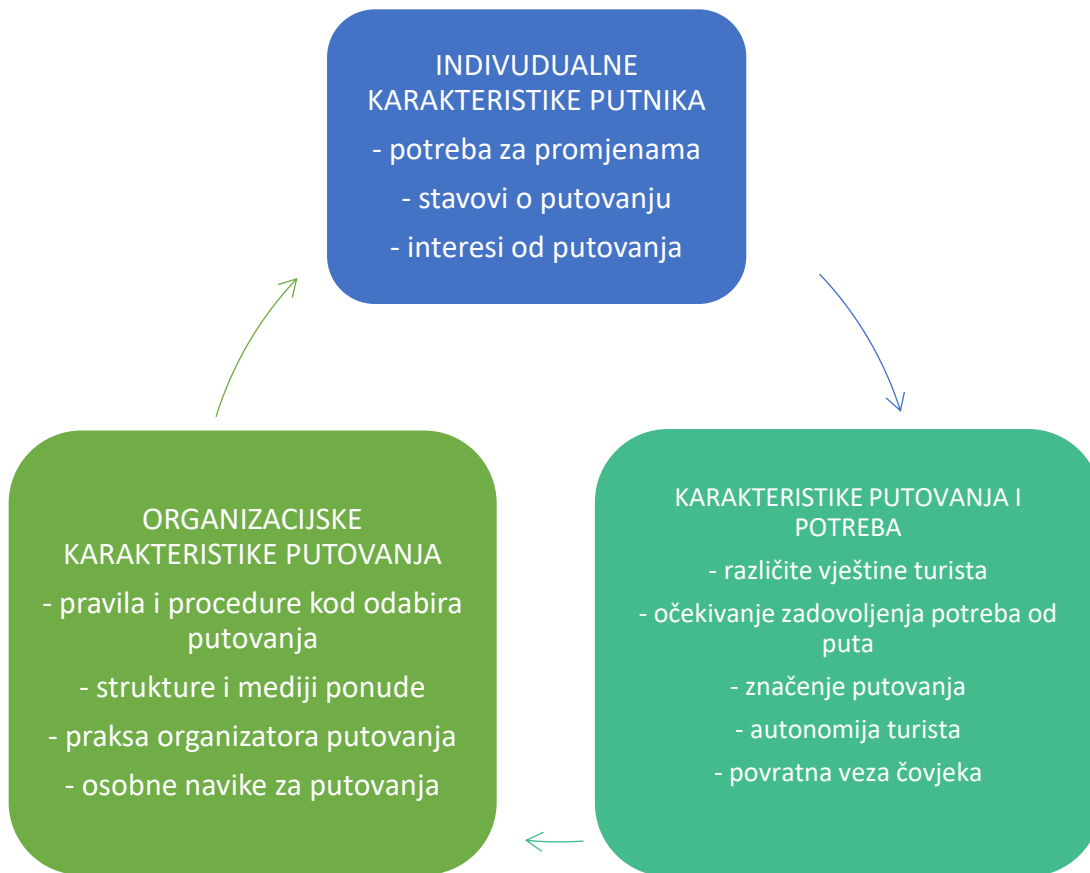 INDIVUDUALNE
KARAKTERISTIKE PUTNIKA
- potreba za promjenama
- stavovi o putovanju
- interesi od putovanja
KARAKTERISTIKE PUTOVANJA I
POTREBA
- različite vještine turista
- očekivanje zadovoljenja potreba od
puta
- značenje putovanja
- autonomija turista
- povratna veza čovjeka
ORGANIZACIJSKE
KARAKTERISTIKE PUTOVANJA
- pravila i procedure kod odabira
putovanja
- strukture i mediji ponude
- praksa organizatora putovanja
- osobne navike za putovanja